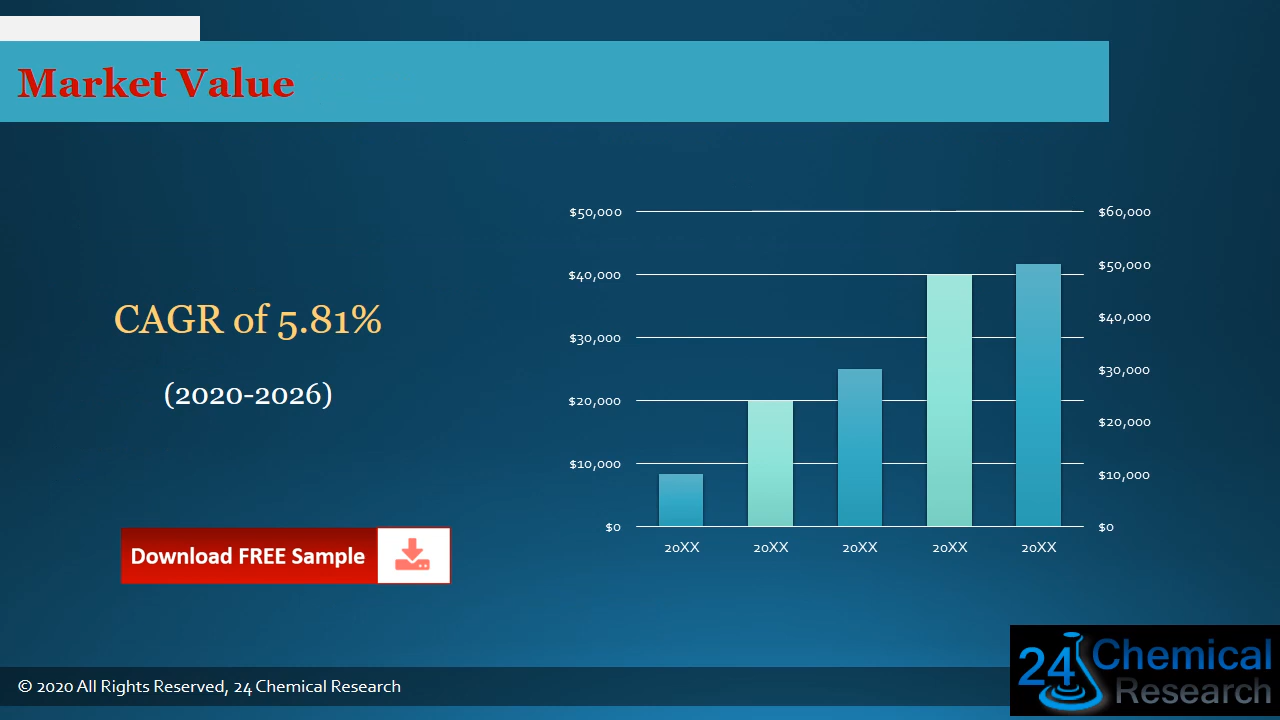 Market Value
CAGR of 5.81%
(2020-2026)
Download FREE Sample
$50,000
$40,000
$30,000
$20,000
$10,000
$0
$60,000
$50,000
$40,000
$30,000
$20,000
$10,000
$0
20XX 20XX 20XX 20XX 20XX
© 2020 All Rights Reserved, 24 Chemical Research
24 Chemical
Research